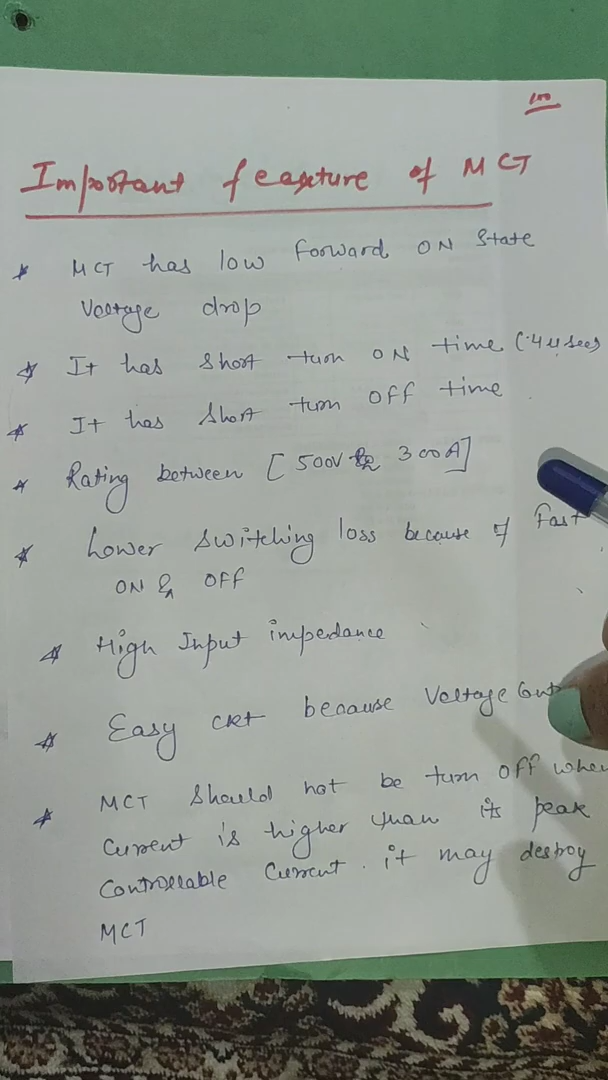 Important feature of MCT
* MCT has low forward ON State
Voltage drop
* It has Short turn ON time (.4 μ sec)
* It has Short turn OFF time
* Rating between [500V & 300A]
* Lower Switching loss because of Fast
ON & OFF
* High Input impedance
* Easy CKt because Voltage Cont
* MCT Should not be turn OFF when
Current is higher than its peak
Controllable Current. it may destroy
MCT